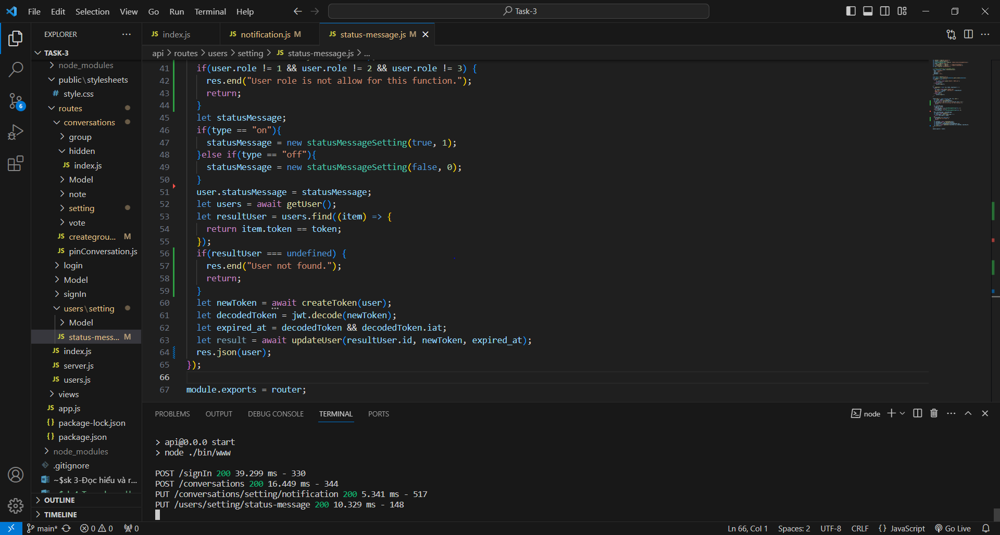 File Edit Selection View Go Run Terminal Help
Task-3
EXPLORER
index.js
notification.js M
status-message.js M
TASK-3
api > routes > users > setting > JS status-message.js > ...
node_modules
public\stylesheets
style.css
routes
conversations
group
hidden
JS index.js
Model
note
setting
vote
JS creategrou... M
JS pinConversation.js
login
Model
signIn
users\setting
Model
JS status-mess... M
JS index.js
JS server.js
JS users.js
views
JS app.js
package-lock.json
package.json
node_modules
.gitignore
~$sk 3-Đọc hiểu và r...
OUTLINE
TIMELINE
41 if(user.role != 1 && user.role != 2 && user.role != 3) {
42 res.end("User role is not allow for this function.");
43 return;
44 }
45 let statusMessage;
46 if(type == "on"){
47 statusMessage = new statusMessageSetting(true, 1);
48 }else if(type == "off"){
49 statusMessage = new statusMessageSetting(false, 0);
50 }
51 user.statusMessage = statusMessage;
52 let users = await getUser();
53 let resultUser = users.find((item) => {
54 return item.token == token;
55 });
56 if(resultUser === undefined) {
57 res.end("User not found.");
58 return;
59 }
60 let newToken = await createToken(user);
61 let decodedToken = jwt.decode(newToken);
62 let expired_at = decodedToken && decodedToken.iat;
63 let result = await updateUser(resultUser.id, newToken, expired_at);
64 res.json(user);
65 });
66
67 module.exports = router;
PROBLEMS OUTPUT DEBUG CONSOLE TERMINAL PORTS
node
> api@0.0.0 start
> node ./bin/www
POST /signIn 200 39.299 ms - 330
POST /conversations 200 16.449 ms - 344
PUT /conversations/setting/notification 200 5.341 ms - 517
PUT /users/setting/status-message 200 10.329 ms - 148
6
main* 0 0 0
Ln 66, Col 1 Spaces: 2 UTF-8 CRLF {} JavaScript Go Live